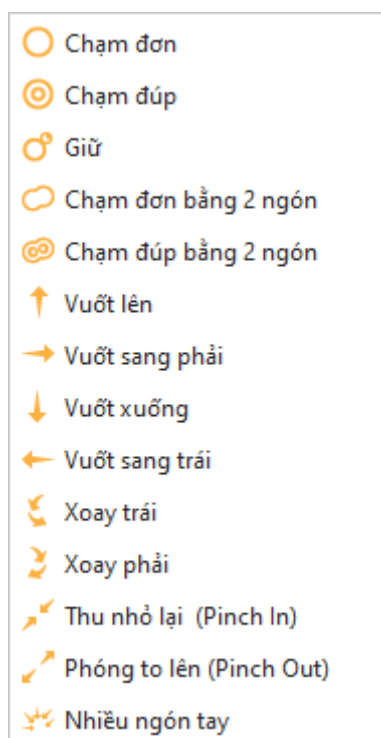 Chạm đơn
Chạm đúp
Giữ
Chạm đơn bằng 2 ngón
Chạm đúp bằng 2 ngón
Vuốt lên
Vuốt sang phải
Vuốt xuống
Vuốt sang trái
Xoay trái
Xoay phải
Thu nhỏ lại (Pinch In)
Phóng to lên (Pinch Out)
Nhiều ngón tay